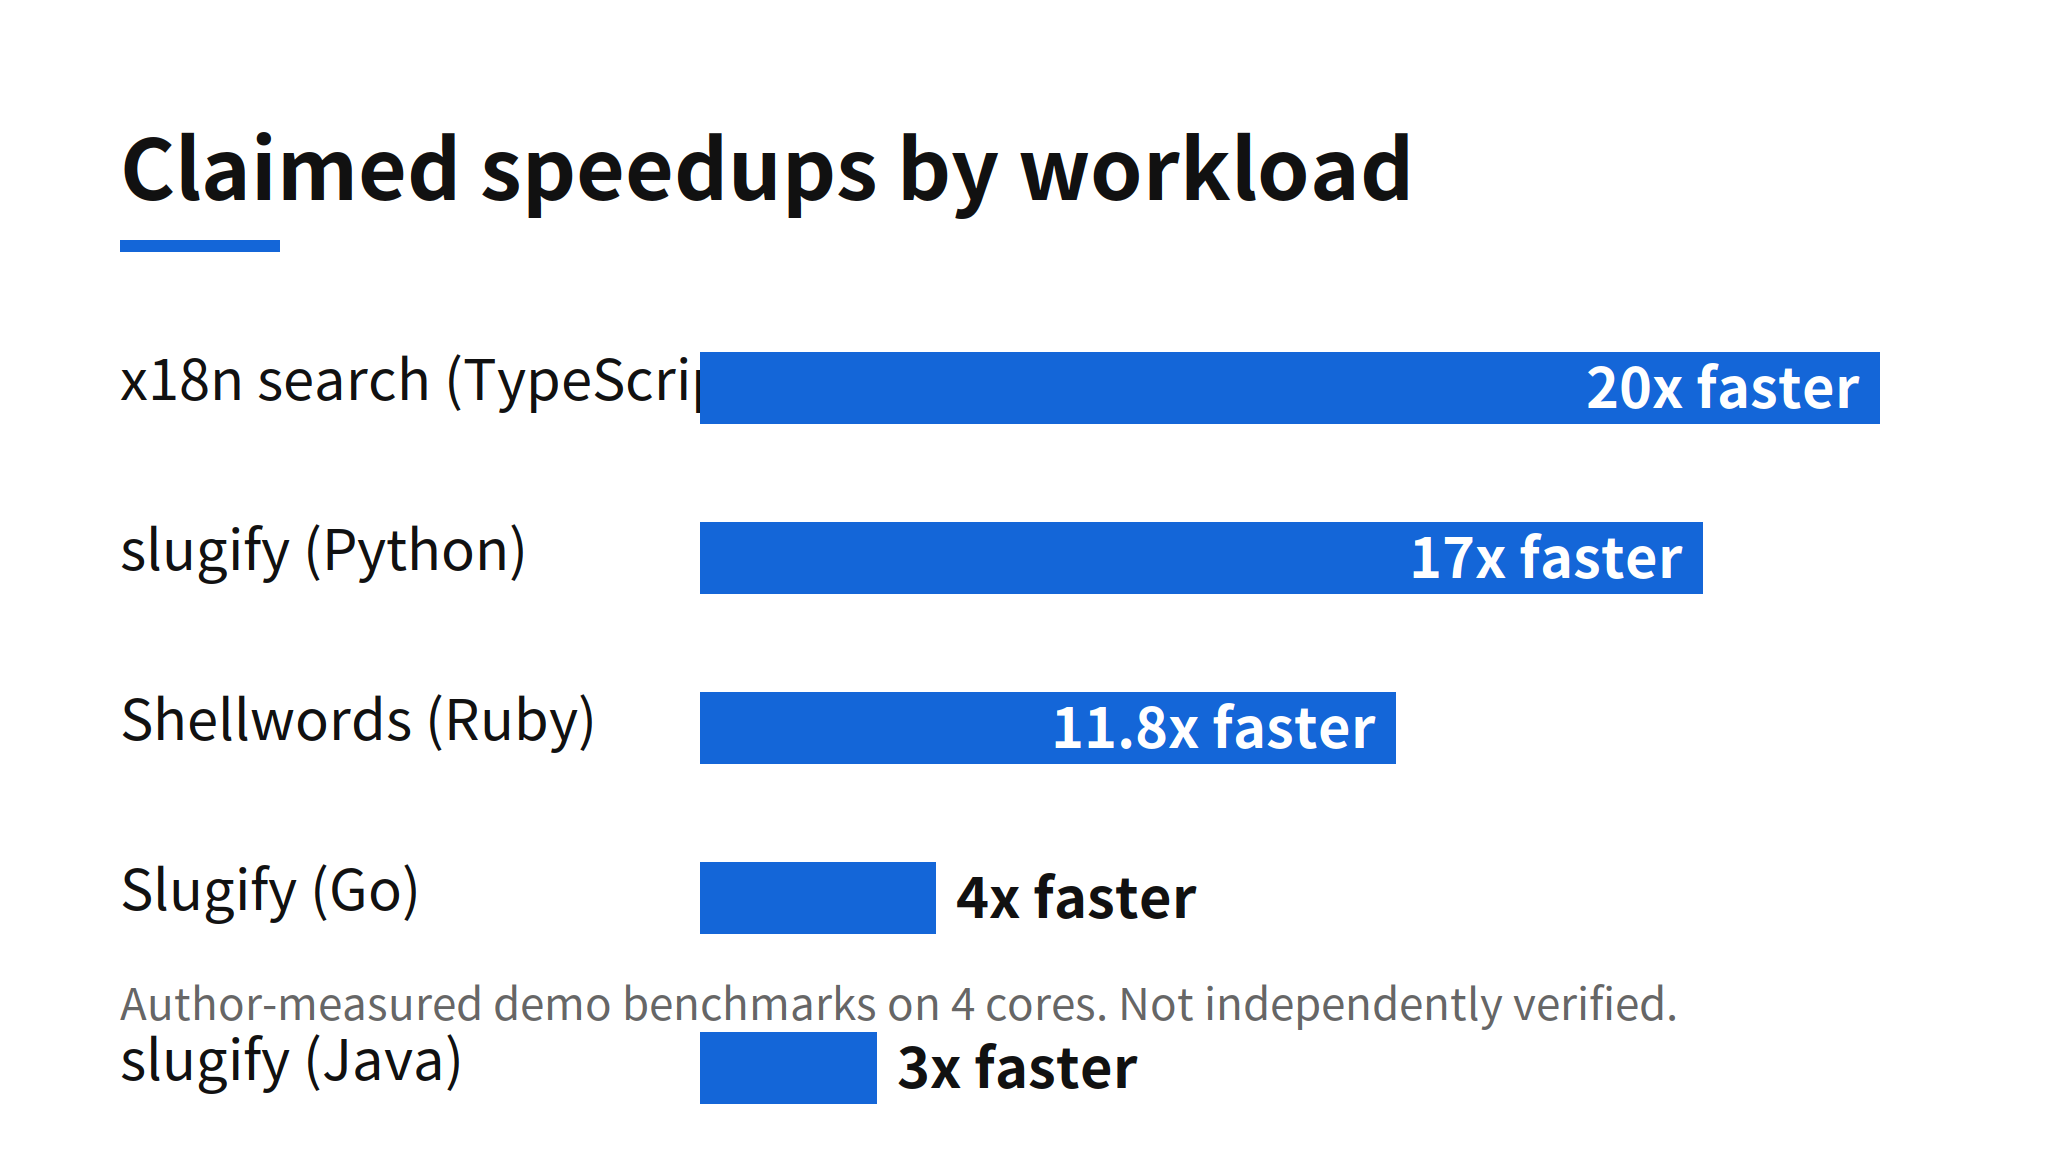 Claimed speedups by workload
x18n search (TypeScrip
20x faster
slugify (Python)
17x faster
Shellwords (Ruby)
11.8x faster
Slugify (Go)
4x faster
Author-measured demo benchmarks on 4 cores. Not independently verified.
slugify (Java)
3x faster